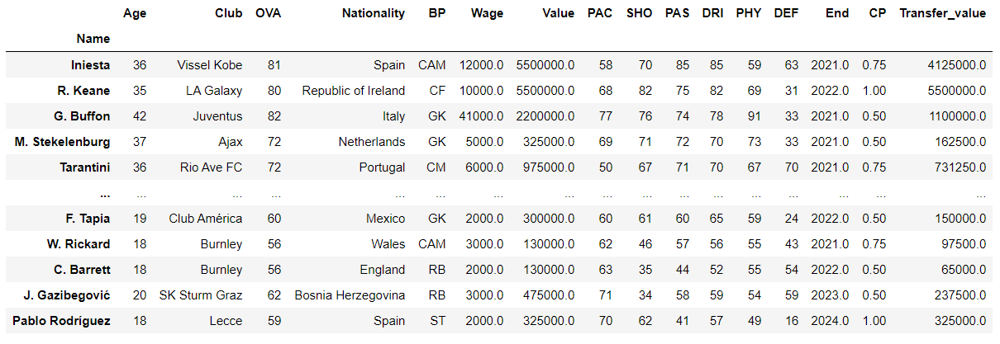 Age Club OVA Nationality BP Wage Value PAC SHO PAS DRI PHY DEF End CP Transfer_value
Name
Iniesta 36 Vissel Kobe 81 Spain CAM 12000.0 5500000.0 58 70 85 85 59 63 2021.0 0.75 4125000.0
R. Keane 35 LA Galaxy 80 Republic of Ireland CF 10000.0 5500000.0 68 82 75 82 69 31 2022.0 1.00 5500000.0
G. Buffon 42 Juventus 82 Italy GK 41000.0 2200000.0 77 76 74 78 91 33 2021.0 0.50 1100000.0
M. Stekelenburg 37 Ajax 72 Netherlands GK 5000.0 325000.0 69 71 72 70 73 33 2021.0 0.50 162500.0
Tarantini 36 Rio Ave FC 72 Portugal CM 6000.0 975000.0 50 67 71 70 67 70 2021.0 0.75 731250.0
... ... ... ... ... ... ... ... ... ... ... ... ... ... ... ... ...
F. Tapia 19 Club América 60 Mexico GK 2000.0 300000.0 60 61 60 65 59 24 2022.0 0.50 150000.0
W. Rickard 18 Burnley 56 Wales CAM 3000.0 130000.0 62 46 57 56 55 43 2021.0 0.75 97500.0
C. Barrett 18 Burnley 56 England RB 2000.0 130000.0 63 35 44 52 55 54 2022.0 0.50 65000.0
J. Gazibegović 20 SK Sturm Graz 62 Bosnia Herzegovina RB 3000.0 475000.0 71 34 58 59 54 59 2023.0 0.50 237500.0
Pablo Rodríguez 18 Lecce 59 Spain ST 2000.0 325000.0 70 62 41 57 49 16 2024.0 1.00 325000.0